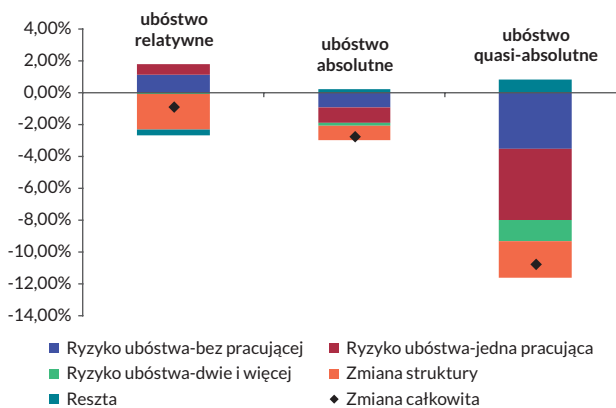 ubóstwo
relatywne
ubóstwo
absolutne
ubóstwo
quasi-absolutne
4,00%
2,00%
0,00%
-2,00%
-4,00%
-6,00%
-8,00%
-10,00%
-12,00%
-14,00%
Ryzyko ubóstwa-bez pracującej
Ryzyko ubóstwa-jedna pracująca
Ryzyko ubóstwa-dwie i więcej
Zmiana struktury
Reszta
Zmiana całkowita